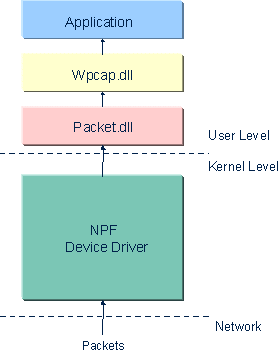 Application
Wpcap.dll
Packet.dll
User Level
Kernel Level
NPF
Device Driver
Network
Packets